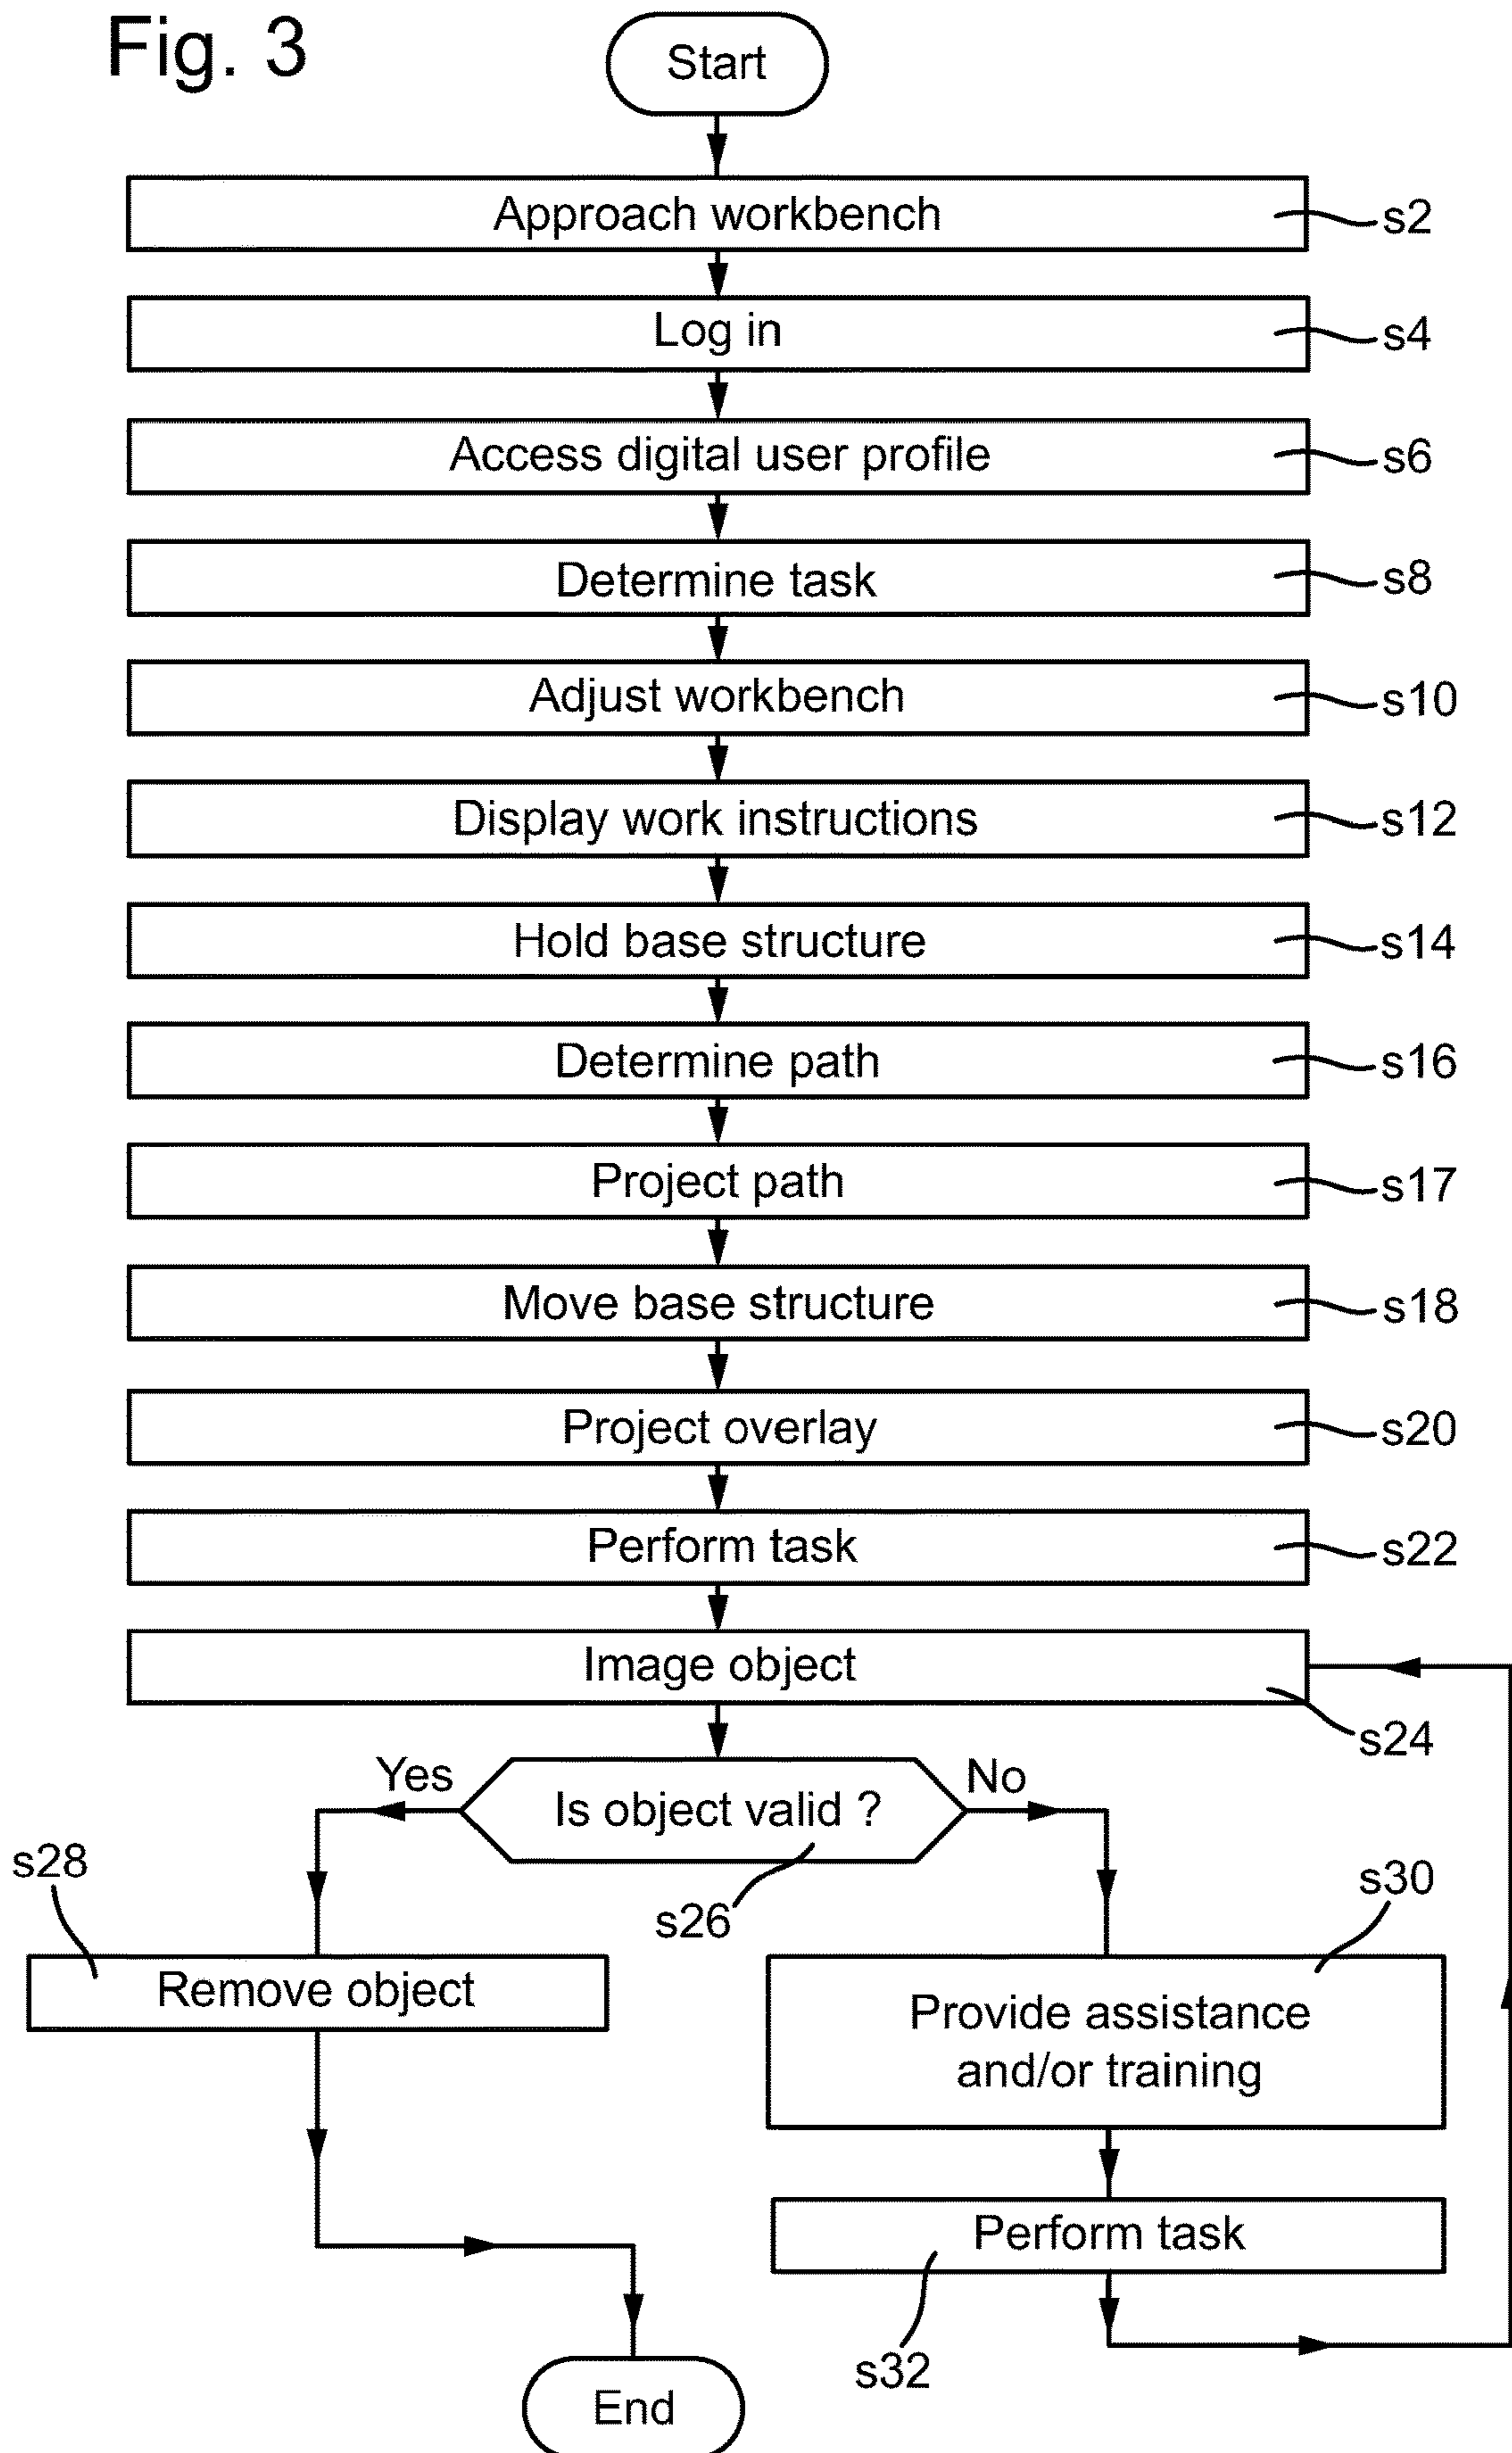 Fig. 3
Start
Approach workbench s2
Log in s4
Access digital user profile s6
Determine task s8
Adjust workbench s10
Display work instructions s12
Hold base structure s14
Determine path s16
Project path s17
Move base structure s18
Project overlay s20
Perform task s22
Image object
s24
Yes
No
Is object valid ?
s28
s26
s30
Remove object
Provide assistance
and/or training
Perform task
s32
End